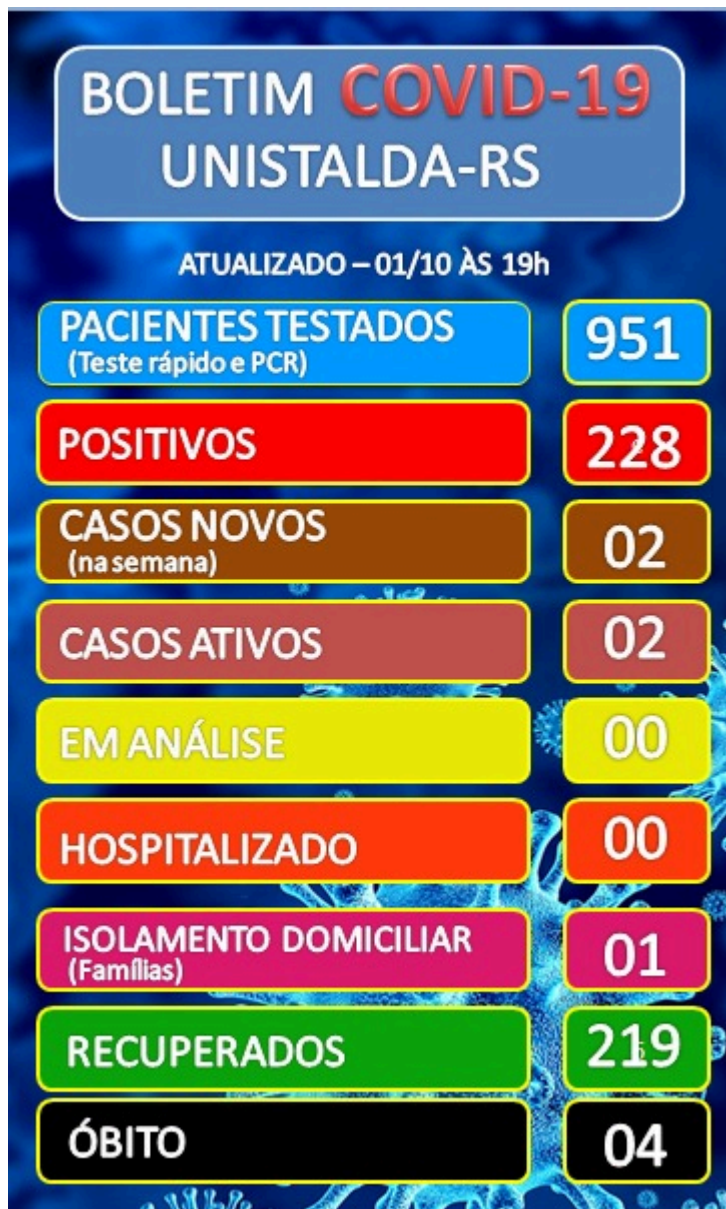 BOLETIM COVID-19
UNISTALDA-RS
ATUALIZADO – 01/10 ÀS 19h
PACIENTES TESTADOS 951
(Teste rápido e PCR)
POSITIVOS 228
CASOS NOVOS 02
(na semana)
CASOS ATIVOS 02
EM ANÁLISE 00
HOSPITALIZADO 00
ISOLAMENTO DOMICILIAR 01
(Famílias)
RECUPERADOS 219
ÓBITO 04